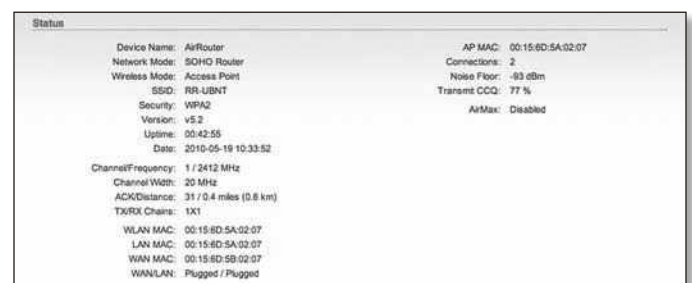 Status
Device Name: AirRouter
Network Mode: SOHO Router
Wireless Mode: Access Point
SSID: RR-UBNT
Security: WPA2
Version: v5.2
Uptime: 00:42:55
Date: 2010-05-19 10:33:52
Channel/Frequency: 1 / 2412 MHz
Channel Width: 20 MHz
ACK/Distance: 31 / 0.4 miles (0.6 km)
TX/RX Chains: 1X1
WLAN MAC: 00:15:6D:5A:02:07
LAN MAC: 00:15:6D:5A:02:07
WAN MAC: 00:15:6D:5B:02:07
WAN/LAN: Plugged / Plugged
AP MAC: 00:15:6D:5A:02:07
Connections: 2
Noise Floor: -93 dBm
Transmt CCQ: 77 %
AirMax: Disabled